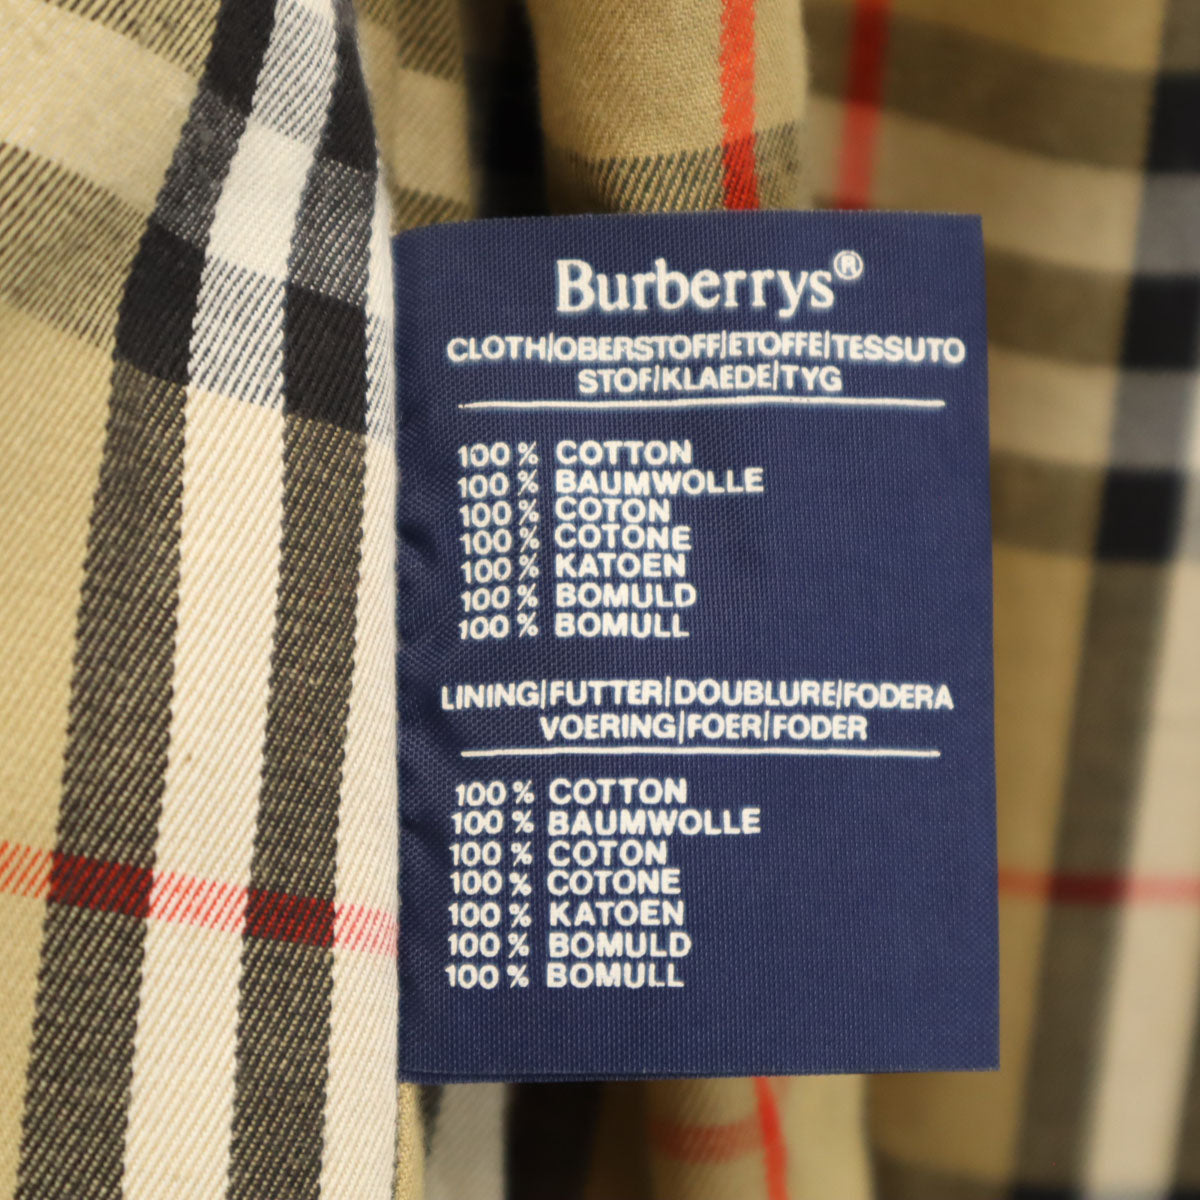 Burberrys®
CLOTH/OBERSTOFF/ETOFFE/TESSUTO
STOF/KLAEDE/TYG
100 % COTTON
100 % BAUMWOLLE
100 % COTON
100 % COTONE
100 % KATOEN
100 % BOMULD
100 % BOMULL
LINING/FUTTER/DOUBLURE/FODERA
VOERING/FOER/FODER
100 % COTTON
100 % BAUMWOLLE
100 % COTON
100 % COTONE
100 % KATOEN
100 % BOMULD
100 % BOMULL